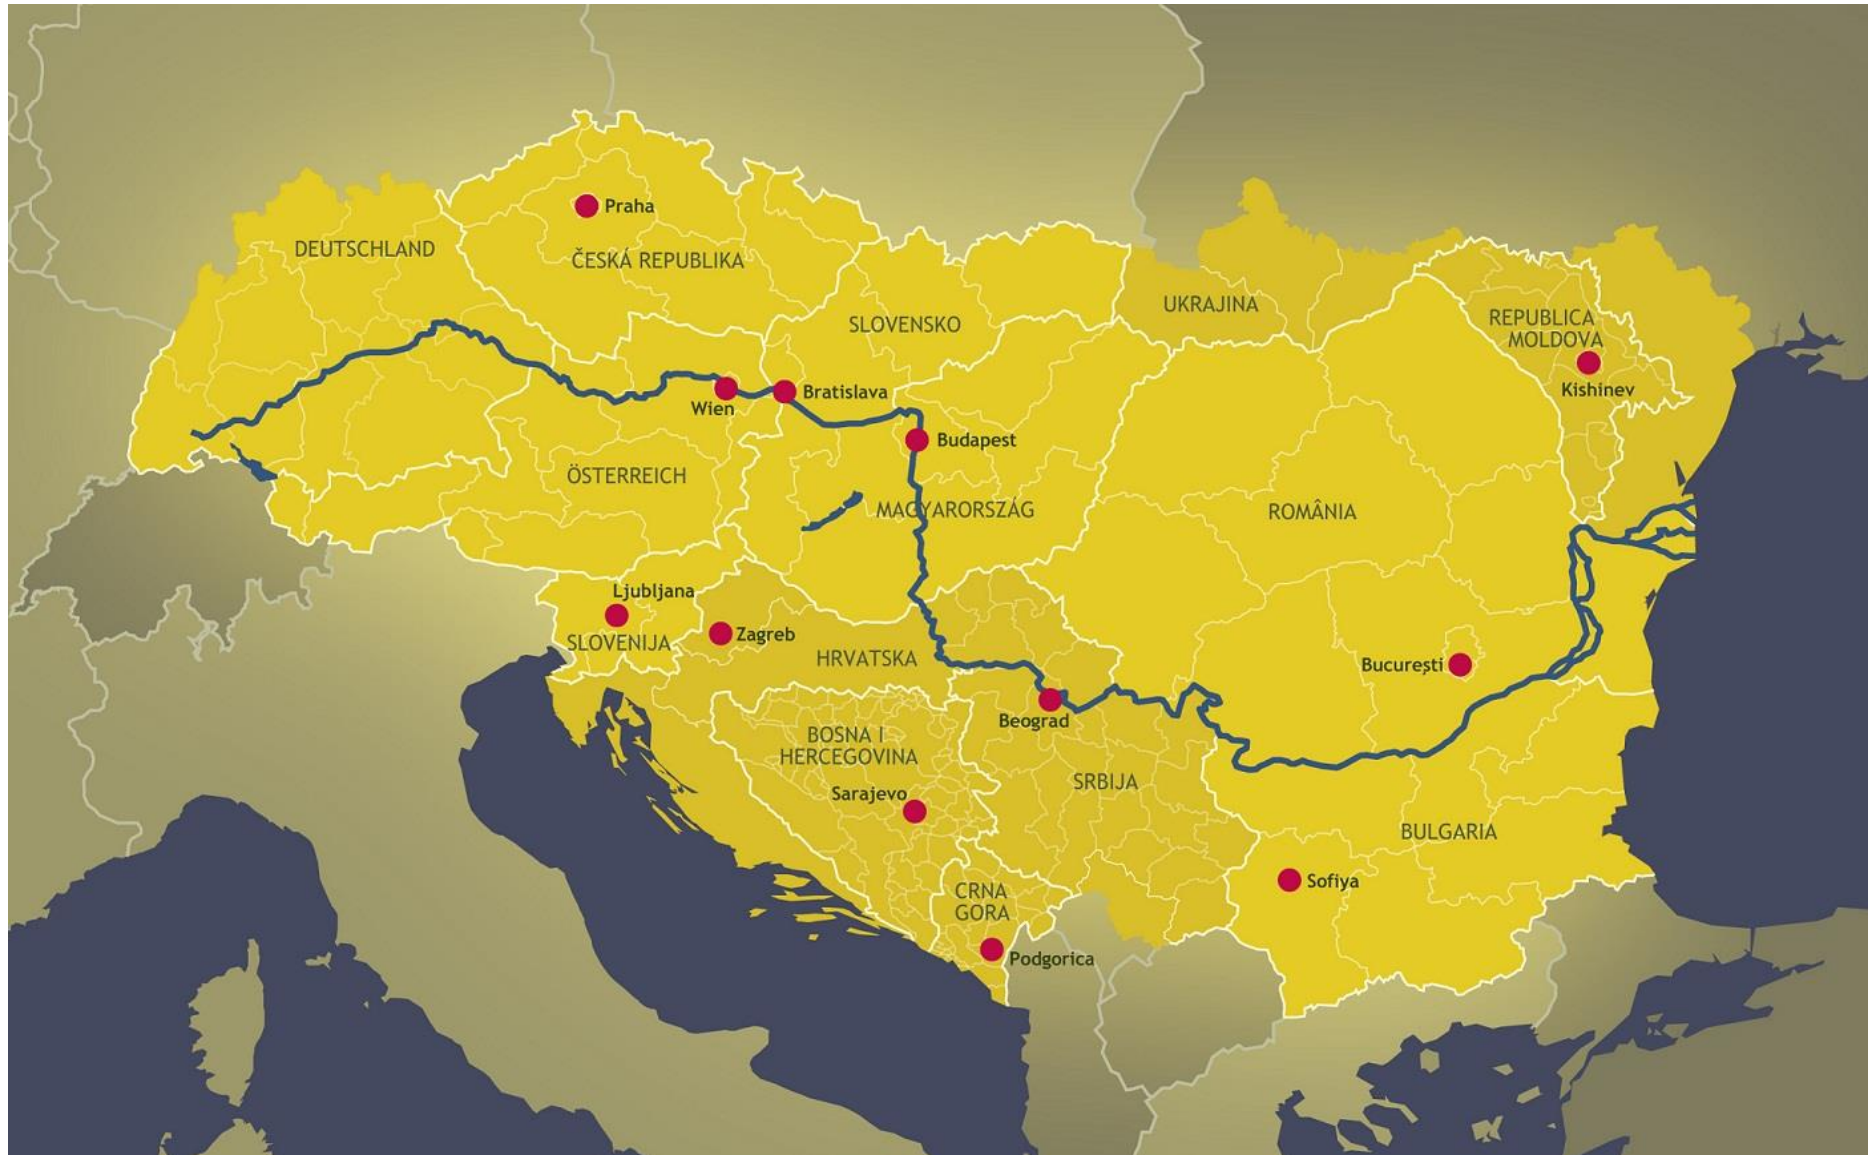 Praha
DEUTSCHLAND
ČESKÁ REPUBLIKA
UKRAJINA
SLOVENSKO
REPUBLICA
MOLDOVA
Kishinev
Wien
Bratislava
Budapest
ÖSTERREICH
MAGYARORSZÁG
ROMÂNIA
Ljubljana
SLOVENIJA
Zagreb
HRVATSKA
Bucureşti
Beograd
BOSNA I
HERCEGOVINA
Sarajevo
SRBIJA
BULGARIA
Sofiya
CRNA
GORA
Podgorica